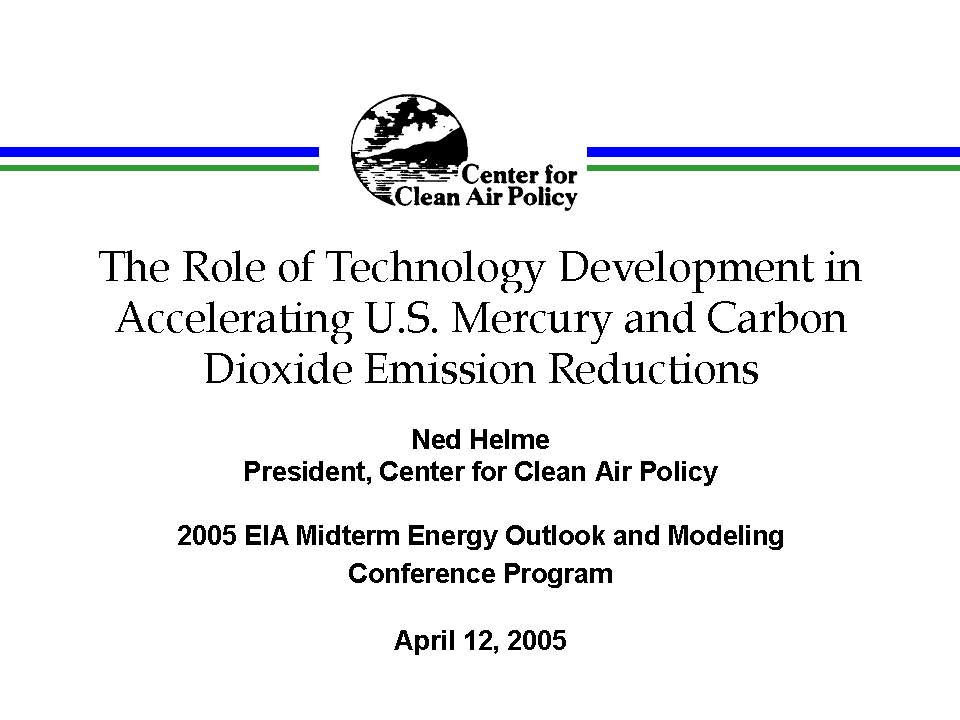 Center for
Clean Air Policy
The Role of Technology Development in
Accelerating U.S. Mercury and Carbon
Dioxide Emission Reductions
Ned Helme
President, Center for Clean Air Policy
2005 EIA Midterm Energy Outlook and Modeling
Conference Program
April 12, 2005